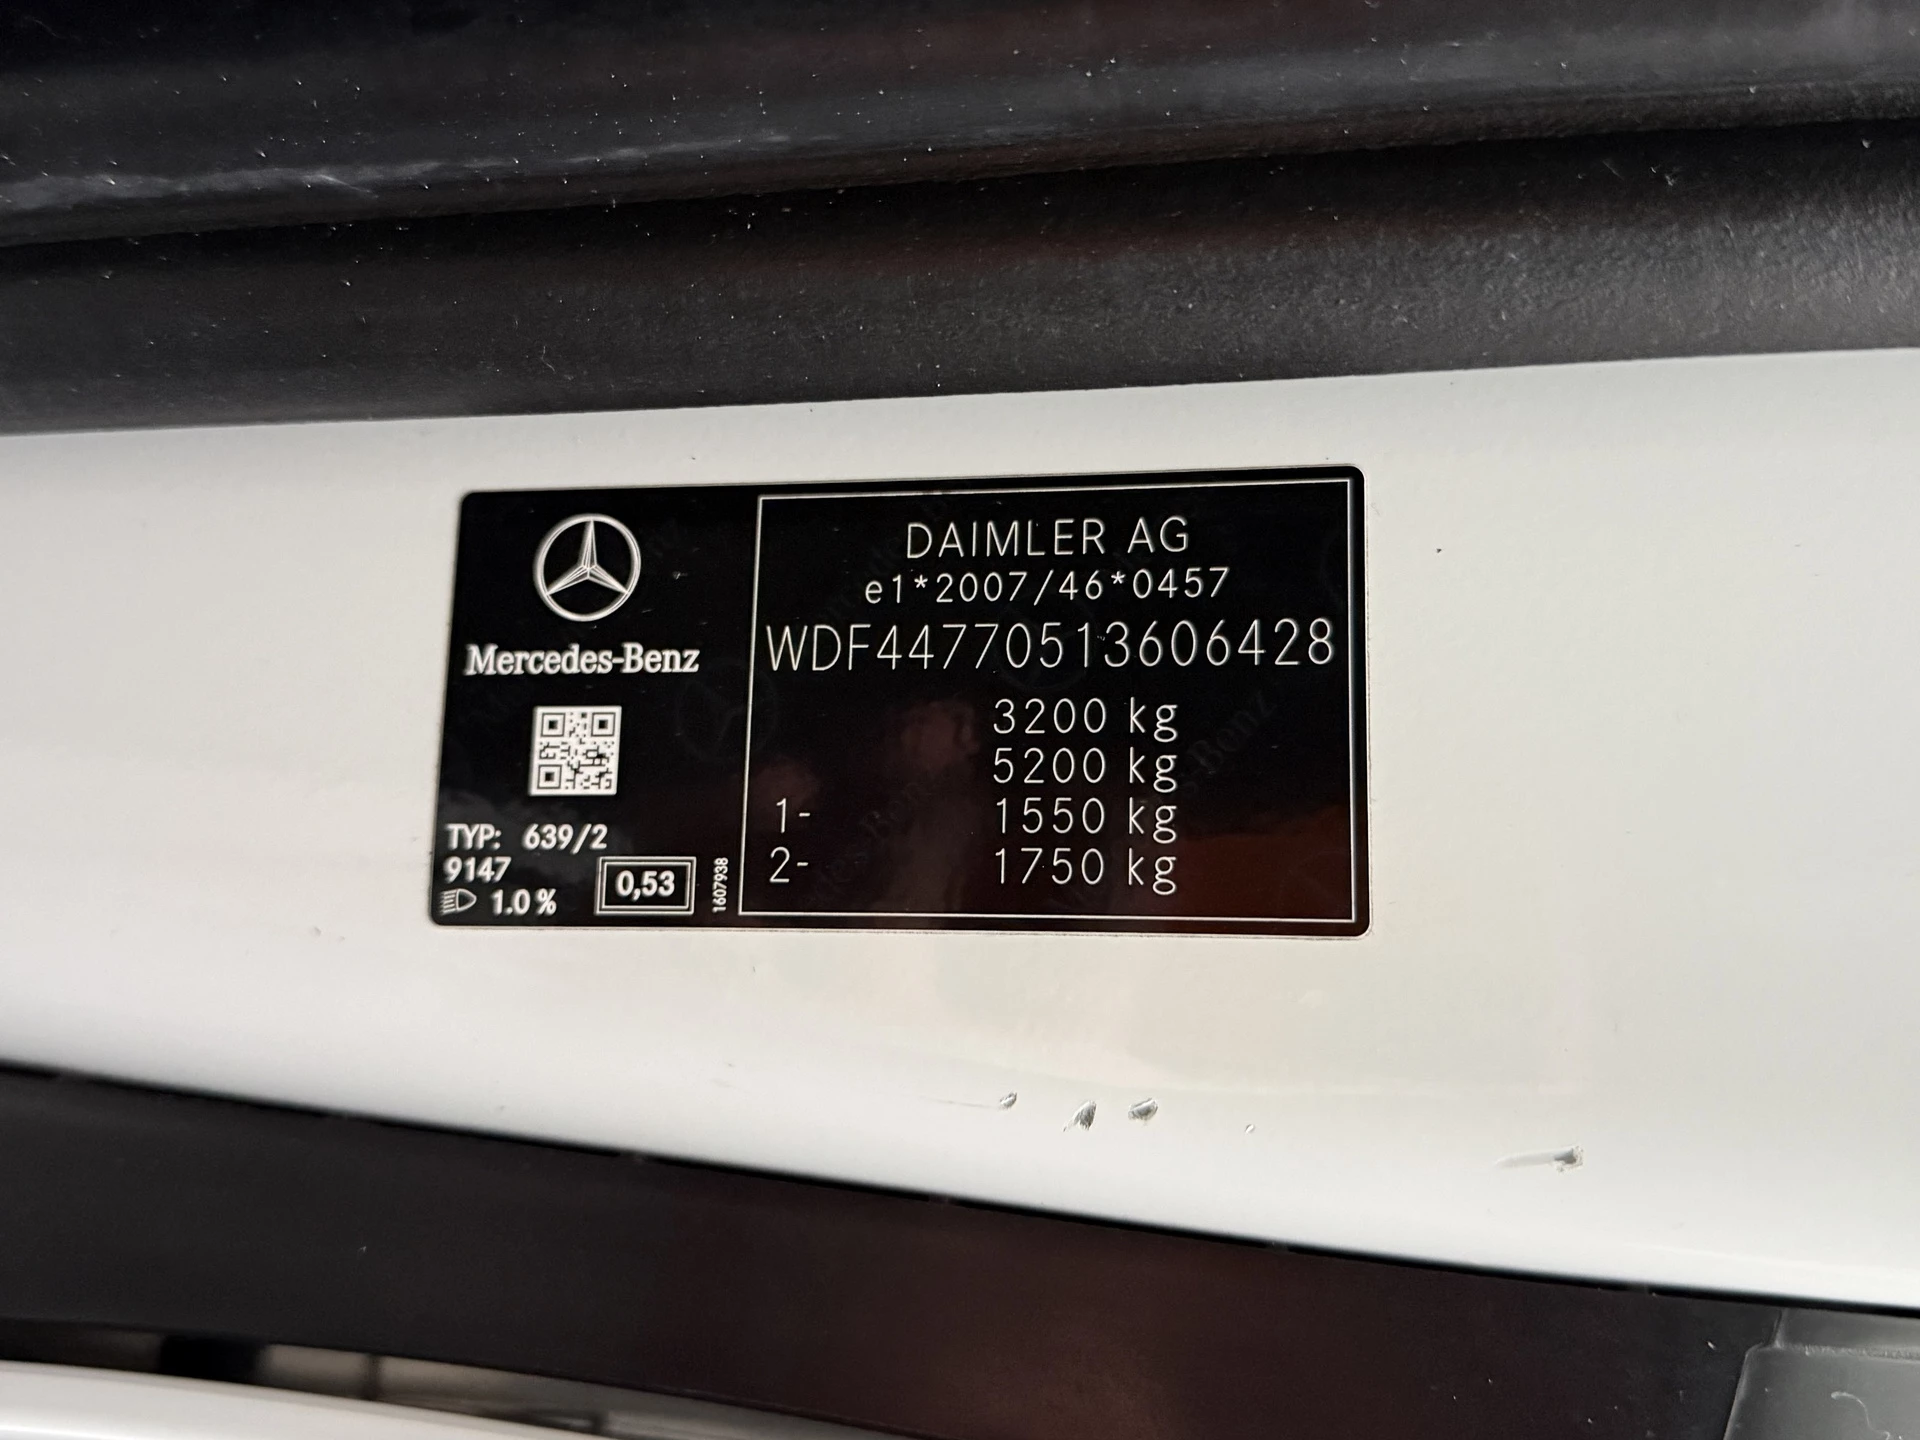 Mercedes-Benz
TYP: 639/2
9147
1.0 %
0,53
1607938
DAIMLER AG
e1*2007/46*0457
WDF44770513606428
3200 kg
5200 kg
1- 1550 kg
2- 1750 kg